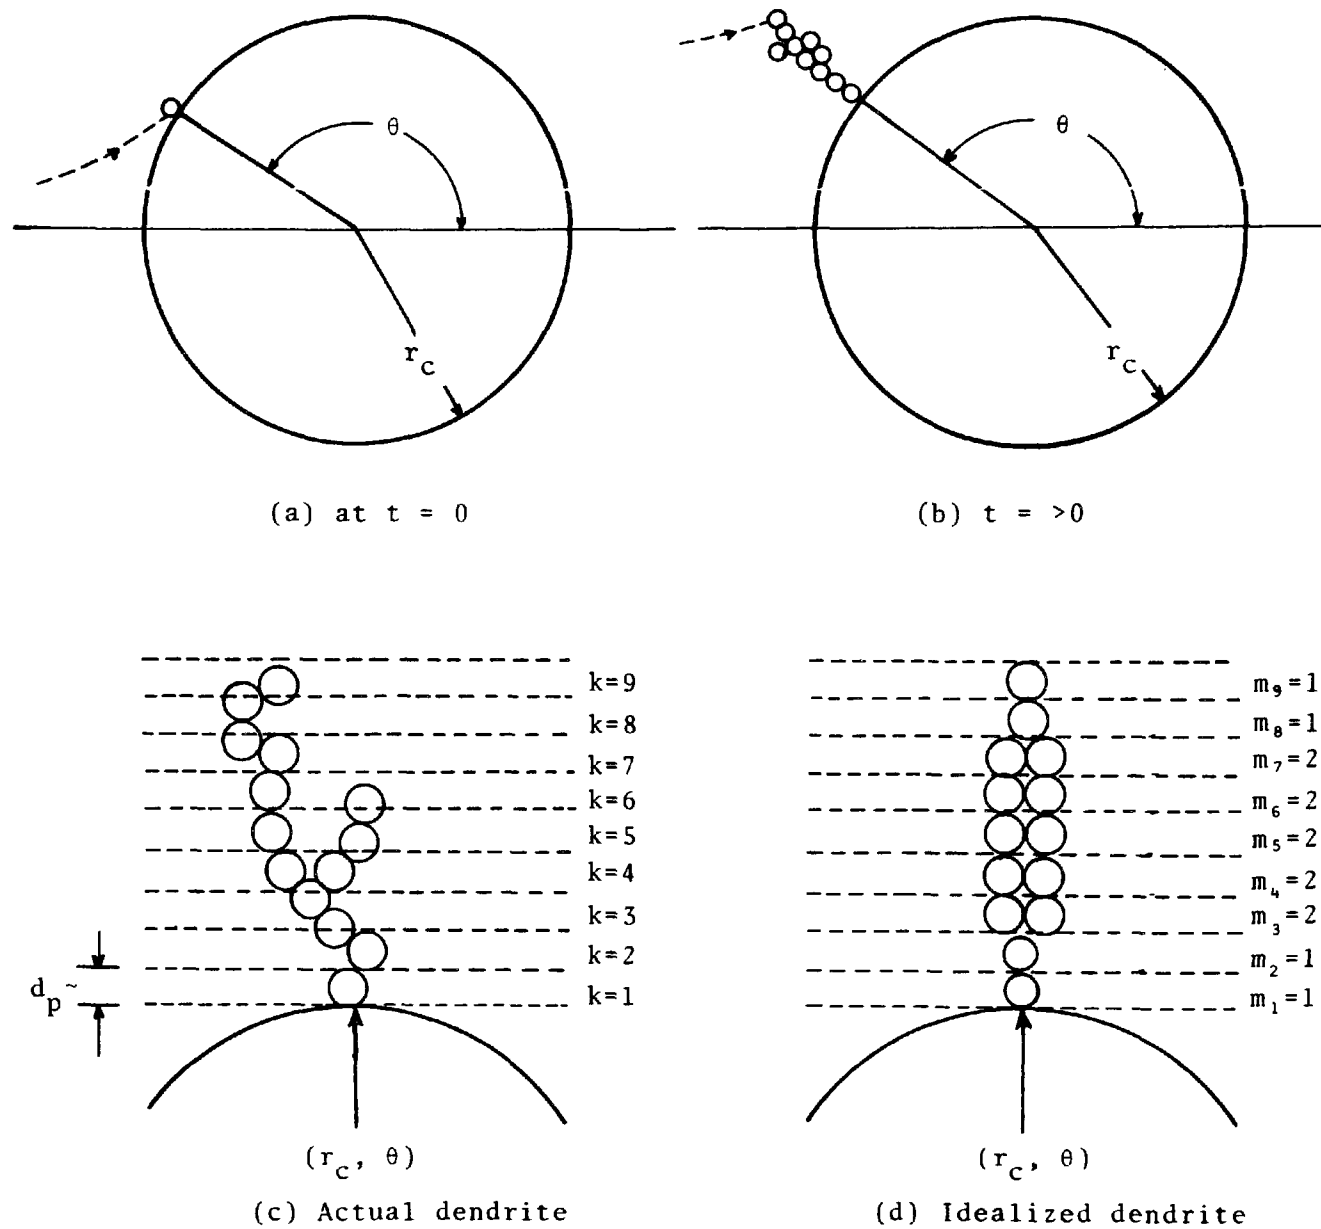 θ
r_c
(a) at t = 0
θ
r_c
(b) t = >0
k=9
k=8
k=7
k=6
k=5
k=4
k=3
k=2
k=1
d_p~
(r_c, θ)
(c) Actual dendrite
m_9=1
m_8=1
m_7=2
m_6=2
m_5=2
m_4=2
m_3=2
m_2=1
m_1=1
(r_c, θ)
(d) Idealized dendrite